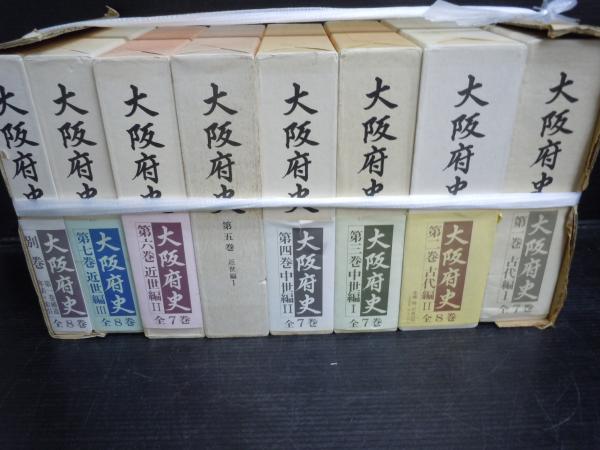 大阪府史
大阪府史
大阪府史
大阪府史
大阪府史
大阪府史
大阪府史
大阪府史
別巻
全8巻
大阪府史
第七巻 近世編III
全8巻
大阪府史
第六巻 近世編II
全7巻
第五巻 近世編I
大阪府史
第四巻 中世編II
全7巻
大阪府史
第三巻 中世編I
全7巻
大阪府史
第二巻 古代編II
全8巻
大阪府史
第一巻 古代編I
全7巻